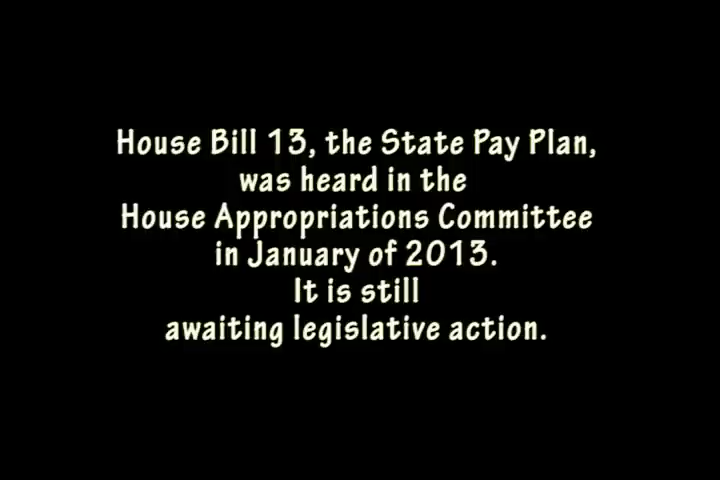 House Bill 13, the State Pay Plan,
was heard in the
House Appropriations Committee
in January of 2013.
It is still
awaiting legislative action.